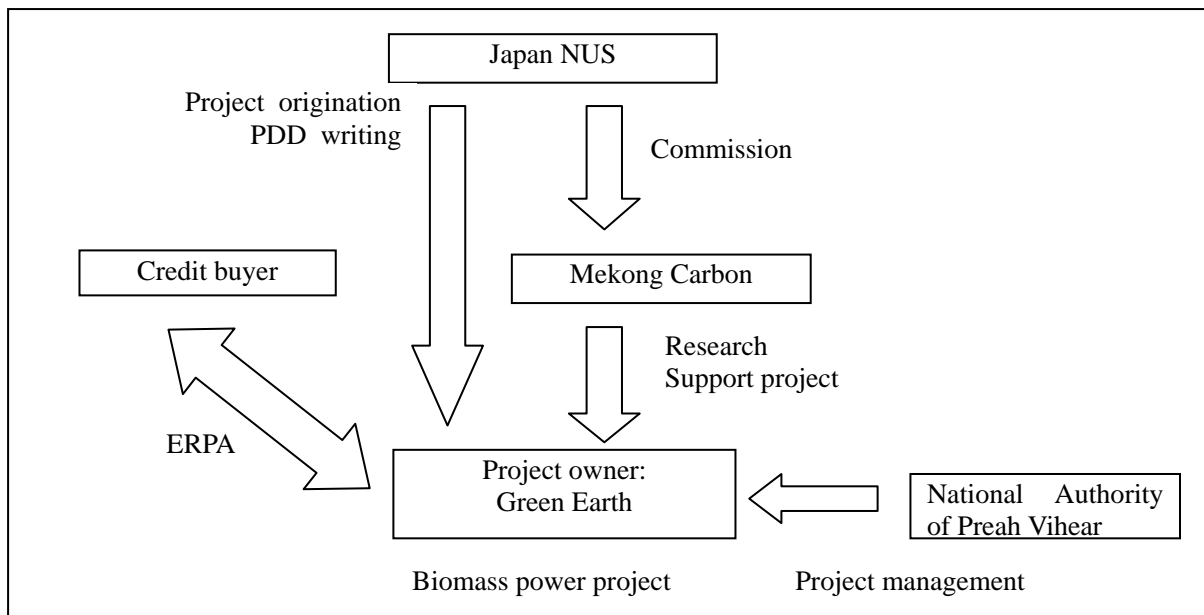 Japan NUS
Project origination
PDD writing
Commission
Credit buyer
Mekong Carbon
Research
Support project
ERPA
Project owner:
Green Earth
National Authority
of Preah Vihear
Biomass power project
Project management